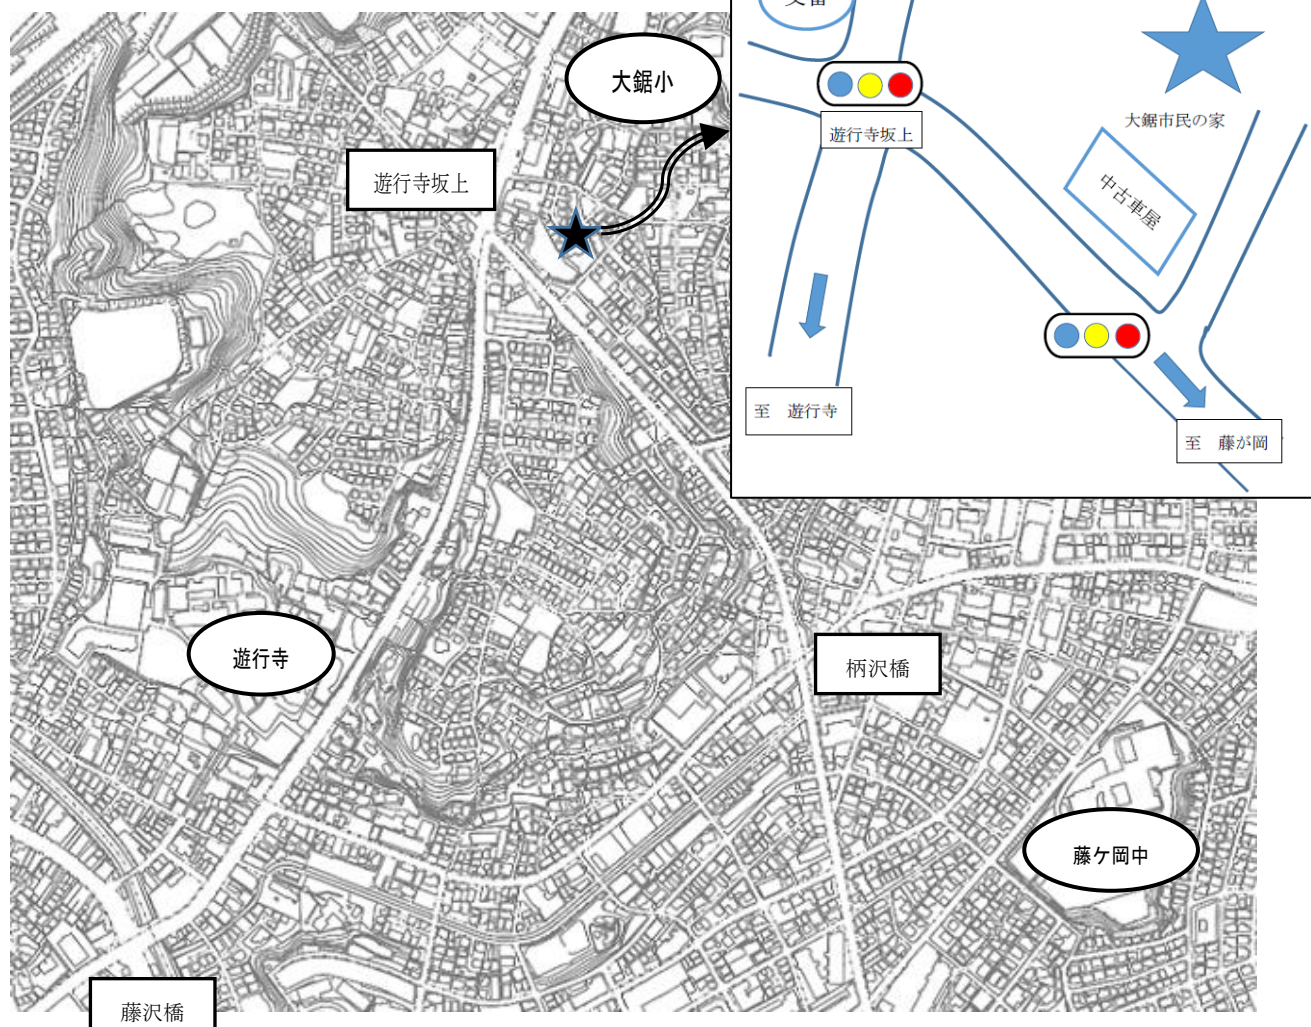 大鋸小
遊行寺坂上
遊行寺坂上
大鋸市民の家
中古車屋
至　遊行寺
至　藤が岡
遊行寺
柄沢橋
藤ケ岡中
藤沢橋